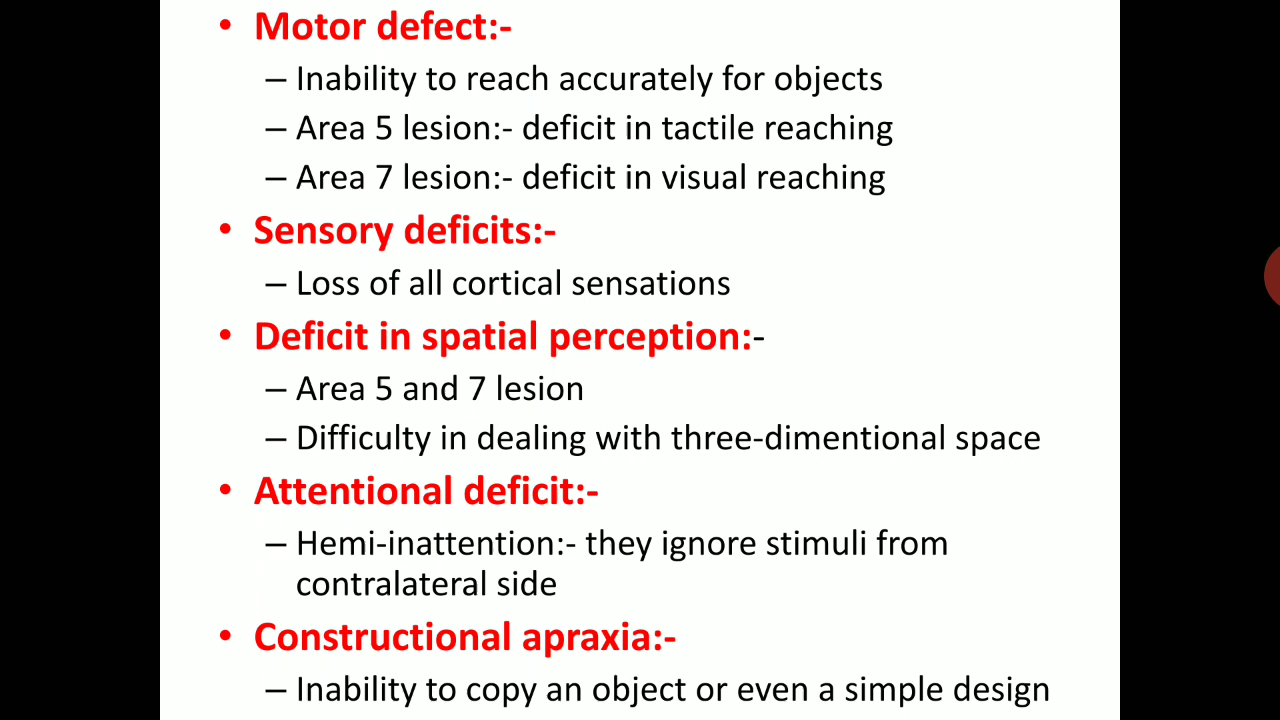 • Motor defect:-
– Inability to reach accurately for objects
– Area 5 lesion:- deficit in tactile reaching
– Area 7 lesion:- deficit in visual reaching
• Sensory deficits:-
– Loss of all cortical sensations
• Deficit in spatial perception:-
– Area 5 and 7 lesion
– Difficulty in dealing with three-dimentional space
• Attentional deficit:-
– Hemi-inattention:- they ignore stimuli from
contralateral side
• Constructional apraxia:-
– Inability to copy an object or even a simple design